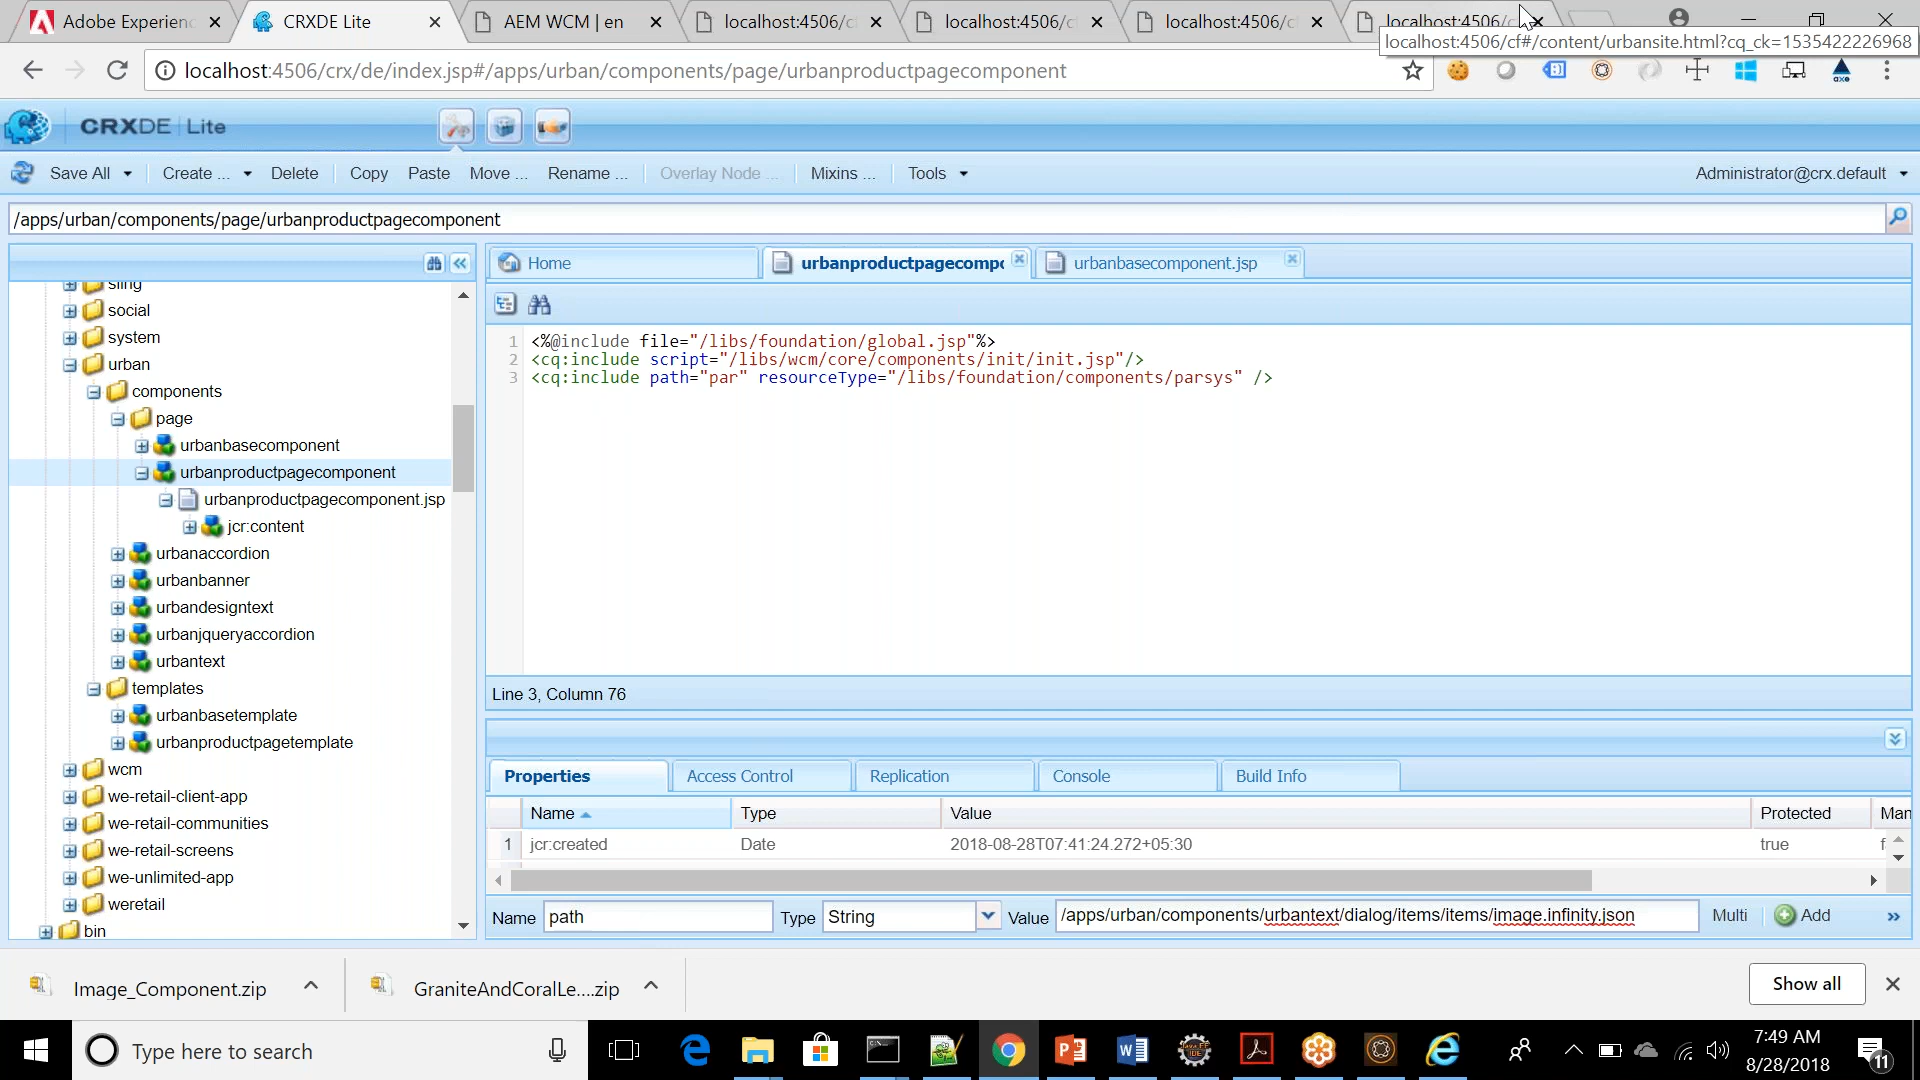 Adobe Experien
CRXDE Lite
AEM WCM | en
localhost:4506/cf
localhost:4506/cf
localhost:4506/cf
localhost:4506/c
localhost:4506/cf#/content/urbansite.html?cq_ck=1535422226968
localhost:4506/crx/de/index.jsp#/apps/urban/components/page/urbanproductpagecomponent
CRXDE | Lite
Save All
Create ...
Delete
Copy
Paste
Move ...
Rename ...
Overlay Node ...
Mixins ...
Tools
Administrator@crx.default
/apps/urban/components/page/urbanproductpagecomponent
sling
social
system
urban
components
page
urbanbasecomponent
urbanproductpagecomponent
urbanproductpagecomponent.jsp
jcr:content
urbanaccordion
urbanbanner
urbandesigntext
urbanjqueryaccordion
urbantext
templates
urbanbasetemplate
urbanproductpagetemplate
wcm
we-retail-client-app
we-retail-communities
we-retail-screens
we-unlimited-app
weretail
bin
Home
urbanproductpagecompo
urbanbasecomponent.jsp
1 <%@include file="/libs/foundation/global.jsp"%>
2 <cq:include script="/libs/wcm/core/components/init/init.jsp"/>
3 <cq:include path="par" resourceType="/libs/foundation/components/parsys" />
Line 3, Column 76
Properties
Access Control
Replication
Console
Build Info
Name Type Value Protected Man
1 jcr:created Date 2018-08-28T07:41:24.272+05:30 true f
Name path Type String Value /apps/urban/components/urbantext/dialog/items/items/image.infinity.json Multi Add
Image_Component.zip
GraniteAndCoralLe....zip
Show all
Type here to search
7:49 AM
8/28/2018
11